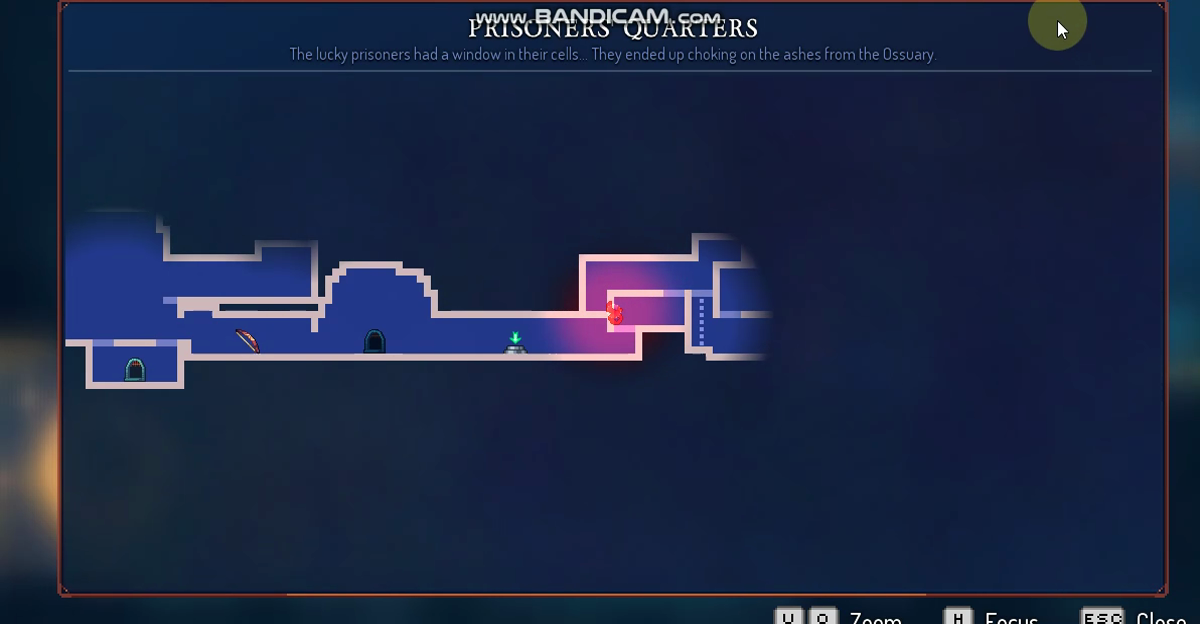 www.BANDICAM.com
PRISONERS' QUARTERS
The lucky prisoners had a window in their cells... They ended up choking on the ashes from the Ossuary.
Zoom H Focus ESC Close